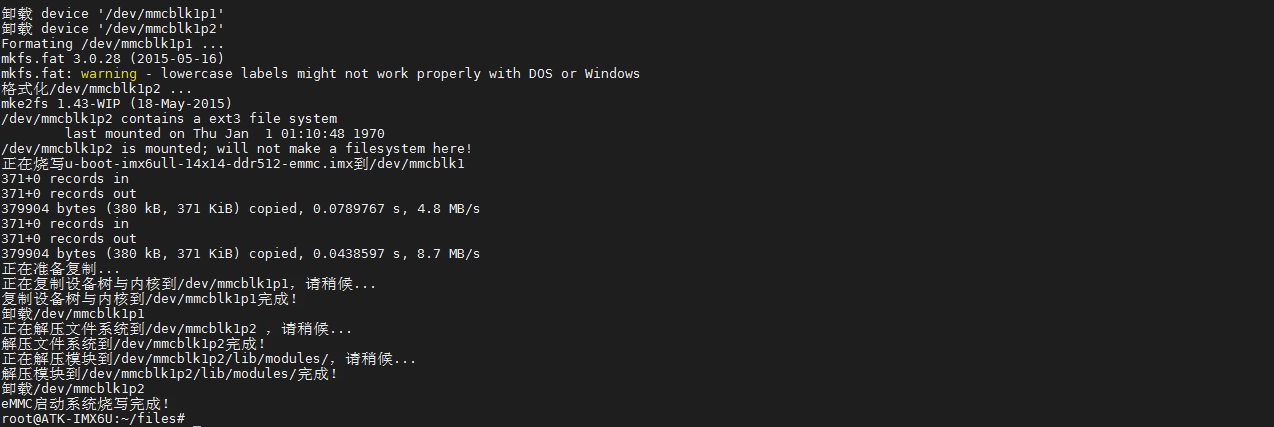 卸载 device '/dev/mmcblk1p1'
卸载 device '/dev/mmcblk1p2'
Formating /dev/mmcblk1p1 ...
mkfs.fat 3.0.28 (2015-05-16)
mkfs.fat: warning - lowercase labels might not work properly with DOS or Windows
格式化/dev/mmcblk1p2 ...
mke2fs 1.43-WIP (18-May-2015)
/dev/mmcblk1p2 contains a ext3 file system
        last mounted on Thu Jan  1 01:10:48 1970
/dev/mmcblk1p2 is mounted; will not make a filesystem here!
正在烧写u-boot-imx6ull-14x14-ddr512-emmc.imx到/dev/mmcblk1
371+0 records in
371+0 records out
379904 bytes (380 kB, 371 KiB) copied, 0.0789767 s, 4.8 MB/s
371+0 records in
371+0 records out
379904 bytes (380 kB, 371 KiB) copied, 0.0438597 s, 8.7 MB/s
正在准备复制...
正在复制设备树与内核到/dev/mmcblk1p1，请稍候...
复制设备树与内核到/dev/mmcblk1p1完成！
卸载/dev/mmcblk1p1
正在解压文件系统到/dev/mmcblk1p2 ，请稍候...
解压文件系统到/dev/mmcblk1p2完成！
正在解压模块到/dev/mmcblk1p2/lib/modules/，请稍候...
解压模块到/dev/mmcblk1p2/lib/modules/完成！
卸载/dev/mmcblk1p2
eMMC启动系统烧写完成！
root@ATK-IMX6U:~/files# _